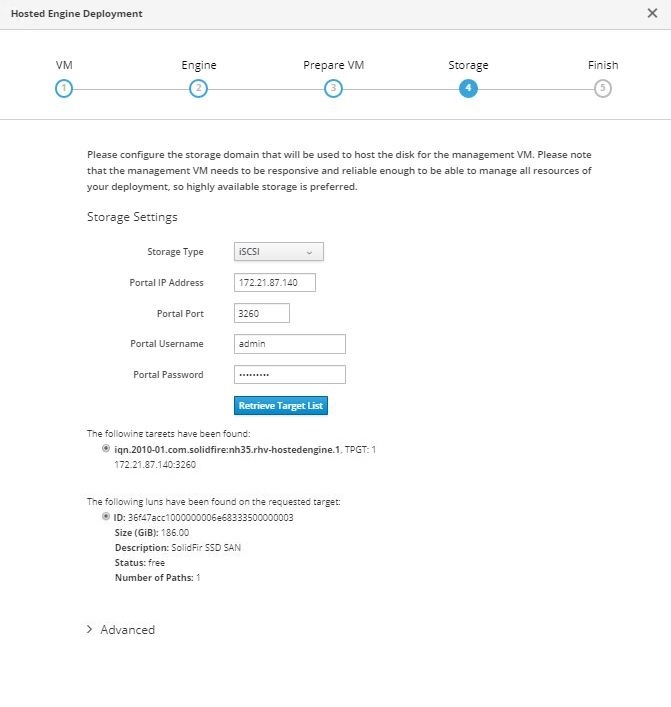 Hosted Engine Deployment
VM Engine Prepare VM Storage Finish
1 2 3 4 5
Please configure the storage domain that will be used to host the disk for the management VM. Please note
that the management VM needs to be responsive and reliable enough to be able to manage all resources of
your deployment, so highly available storage is preferred.
Storage Settings
Storage Type iSCSI
Portal IP Address 172.21.87.140
Portal Port 3260
Portal Username admin
Portal Password •••••••••
Retrieve Target List
The following targets have been found:
iqn.2010-01.com.solidfire:nh35.rhv-hostedengine.1, TPGT: 1
172.21.87.140:3260
The following luns have been found on the requested target:
ID: 36f47acc1000000006e68333500000003
Size (GiB): 186.00
Description: SolidFir SSD SAN
Status: free
Number of Paths: 1
Advanced